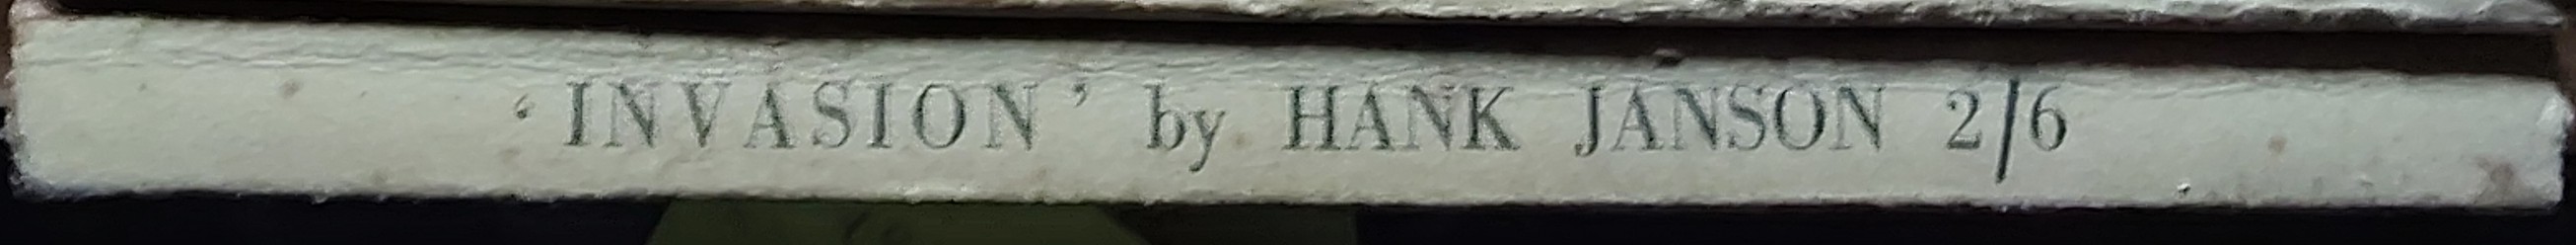 ‘INVASION’ by HANK JANSON 2/6